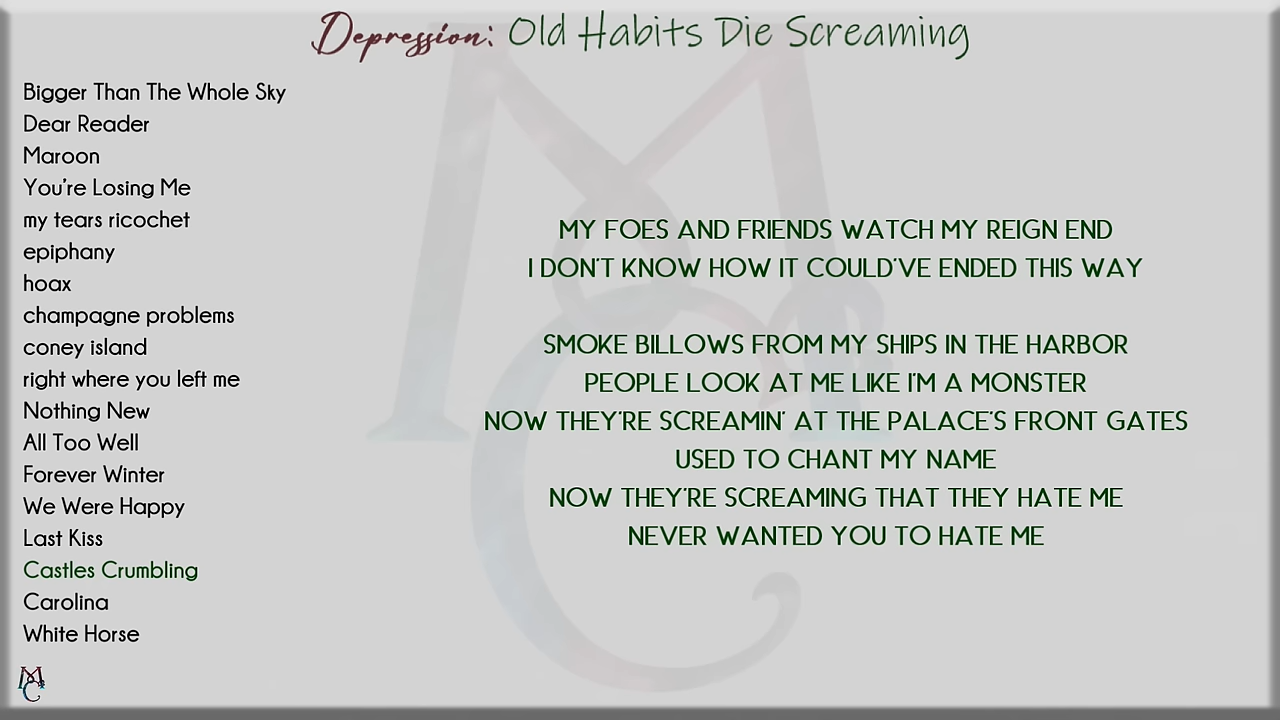 Depression: Old Habits Die Screaming
Bigger Than The Whole Sky
Dear Reader
Maroon
You're Losing Me
my tears ricochet
epiphany
hoax
champagne problems
coney island
right where you left me
Nothing New
All Too Well
Forever Winter
We Were Happy
Last Kiss
Castles Crumbling
Carolina
White Horse
MY FOES AND FRIENDS WATCH MY REIGN END
I DON'T KNOW HOW IT COULD'VE ENDED THIS WAY
SMOKE BILLOWS FROM MY SHIPS IN THE HARBOR
PEOPLE LOOK AT ME LIKE I'M A MONSTER
NOW THEY'RE SCREAMIN' AT THE PALACE'S FRONT GATES
USED TO CHANT MY NAME
NOW THEY'RE SCREAMING THAT THEY HATE ME
NEVER WANTED YOU TO HATE ME